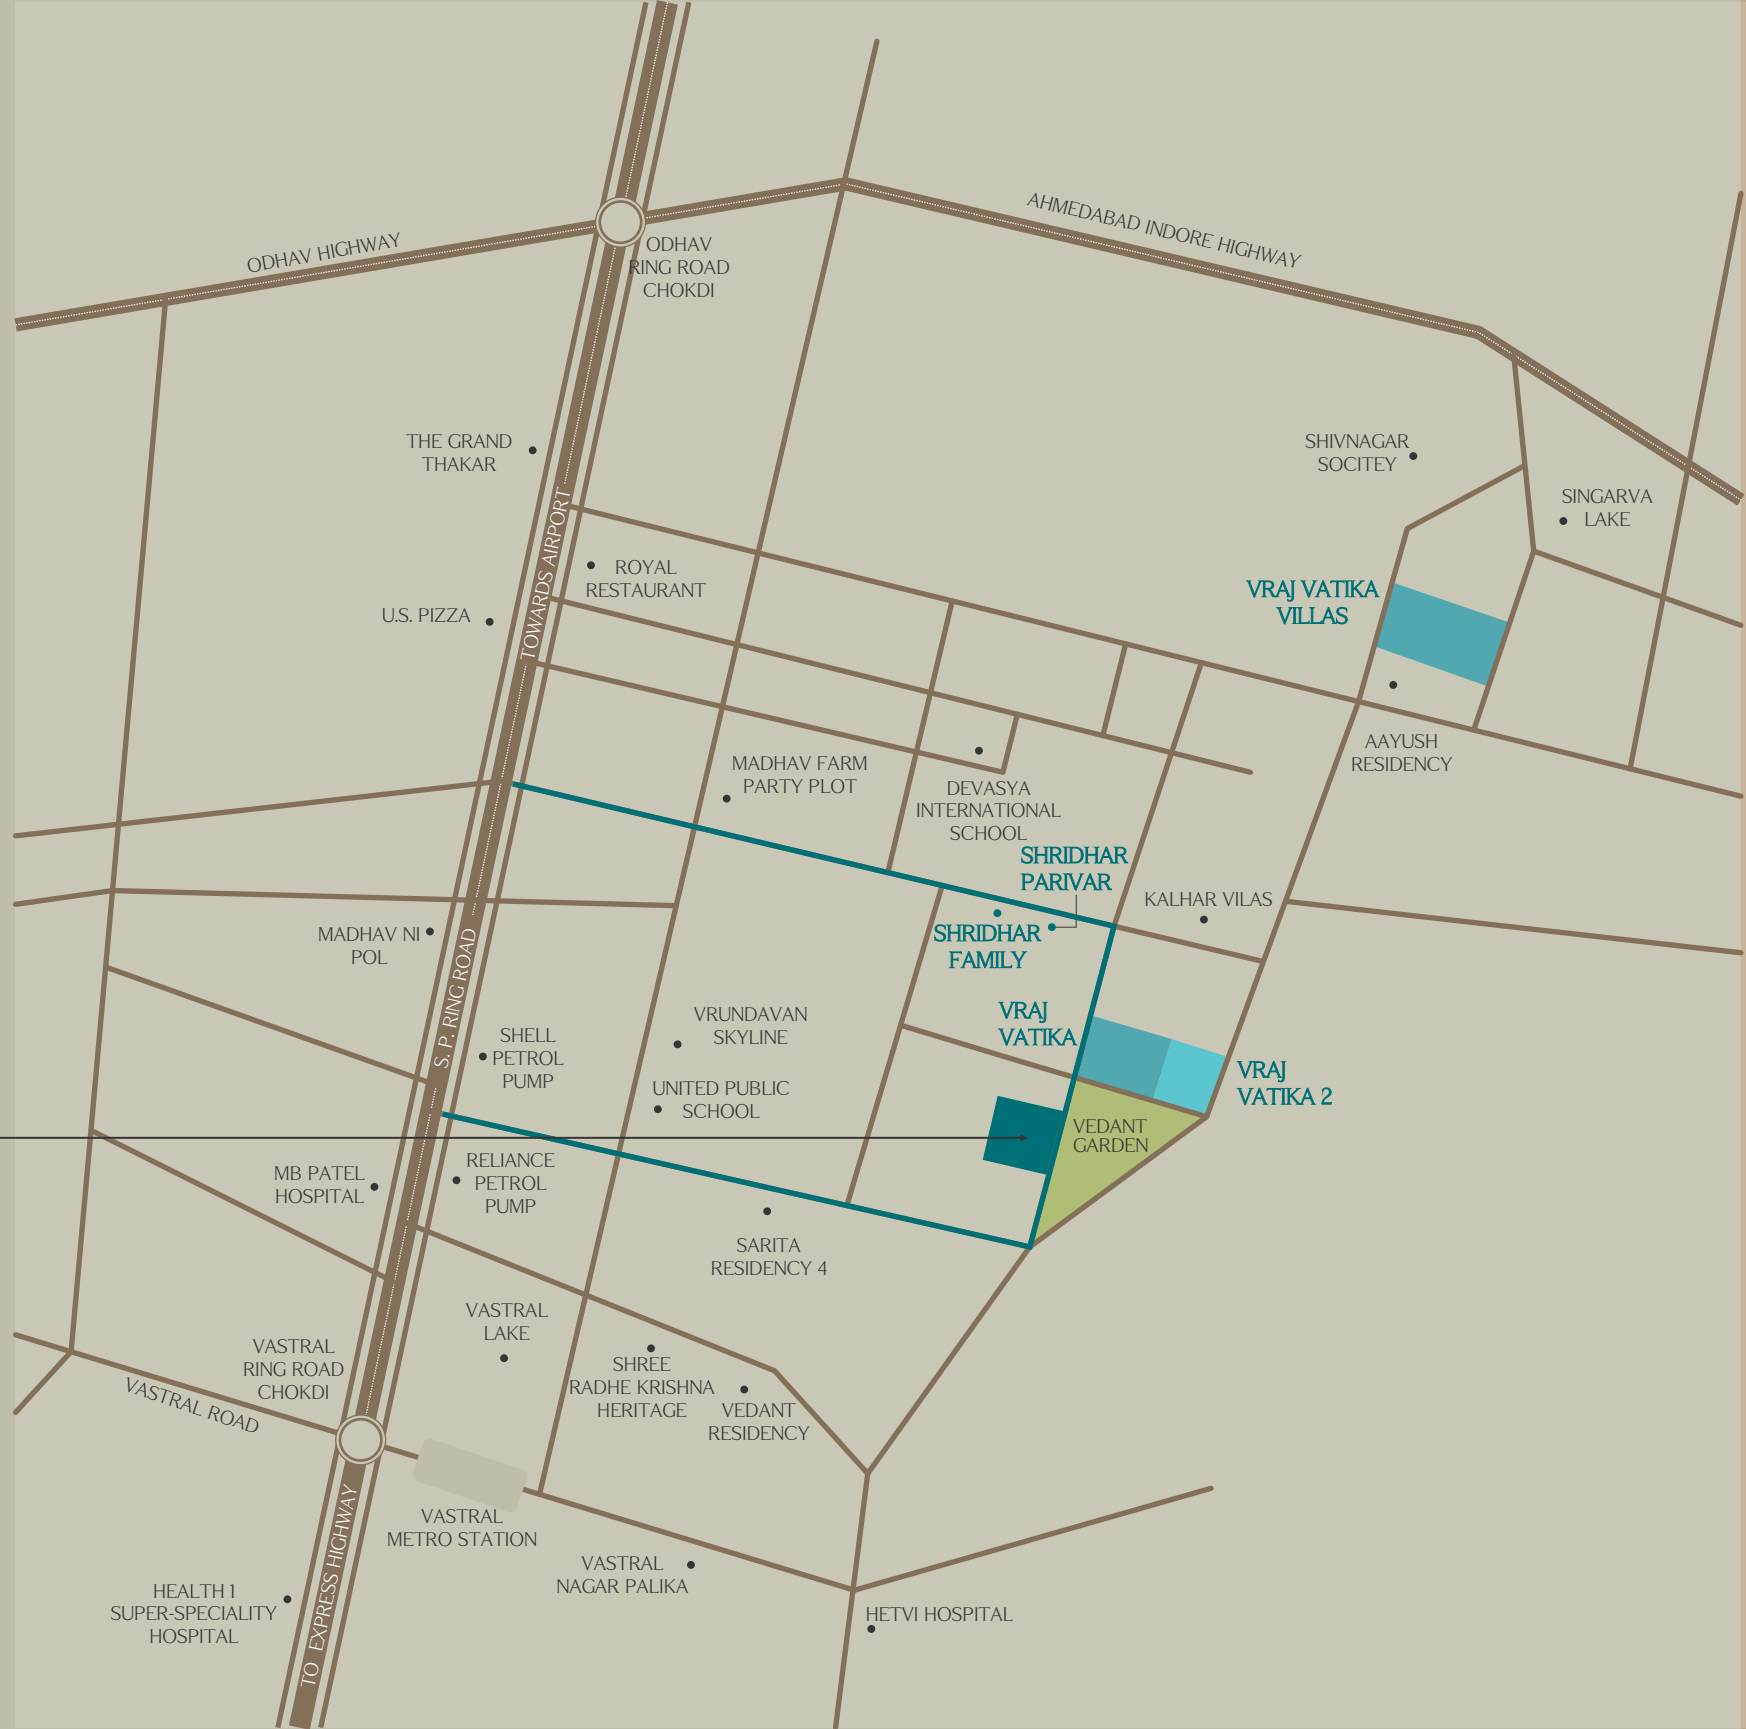 AHMEDABAD INDORE HIGHWAY
ODHAV HIGHWAY
ODHAV
RING ROAD
CHOKDI
THE GRAND
THAKAR
SHIVNAGAR
SOCITEY
SINGARVA
LAKE
TOWARDS AIRPORT
ROYAL
RESTAURANT
U.S. PIZZA
VRAJ VATIKA
VILLAS
AAYUSH
RESIDENCY
MADHAV FARM
PARTY PLOT
DEVASYA
INTERNATIONAL
SCHOOL
SHRIDHAR
PARIVAR
KALHAR VILAS
SHRIDHAR
FAMILY
MADHAV NI
POL
S. P. RING ROAD
VRAJ
VATIKA
VRUNDAVAN
SKYLINE
SHELL
PETROL
PUMP
VRAJ
VATIKA 2
UNITED PUBLIC
SCHOOL
VEDANT
GARDEN
MB PATEL
HOSPITAL
RELIANCE
PETROL
PUMP
SARITA
RESIDENCY 4
VASTRAL
LAKE
VASTRAL
RING ROAD
CHOKDI
SHREE
RADHE KRISHNA
HERITAGE
VEDANT
RESIDENCY
VASTRAL ROAD
VASTRAL
METRO STATION
VASTRAL
NAGAR PALIKA
TO EXPRESS HIGHWAY
HEALTH 1
SUPER-SPECIALITY
HOSPITAL
HETVI HOSPITAL